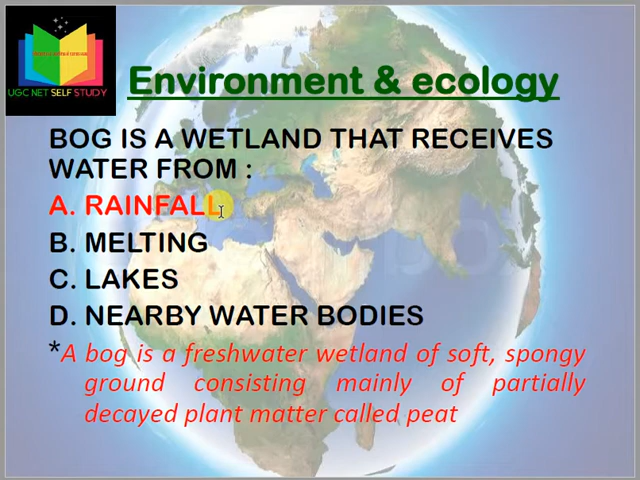 UGC NET SELF STUDY
Environment & ecology
BOG IS A WETLAND THAT RECEIVES
WATER FROM :
A. RAINFALL
B. MELTING
C. LAKES
D. NEARBY WATER BODIES
*A bog is a freshwater wetland of soft, spongy
ground consisting mainly of partially
decayed plant matter called peat